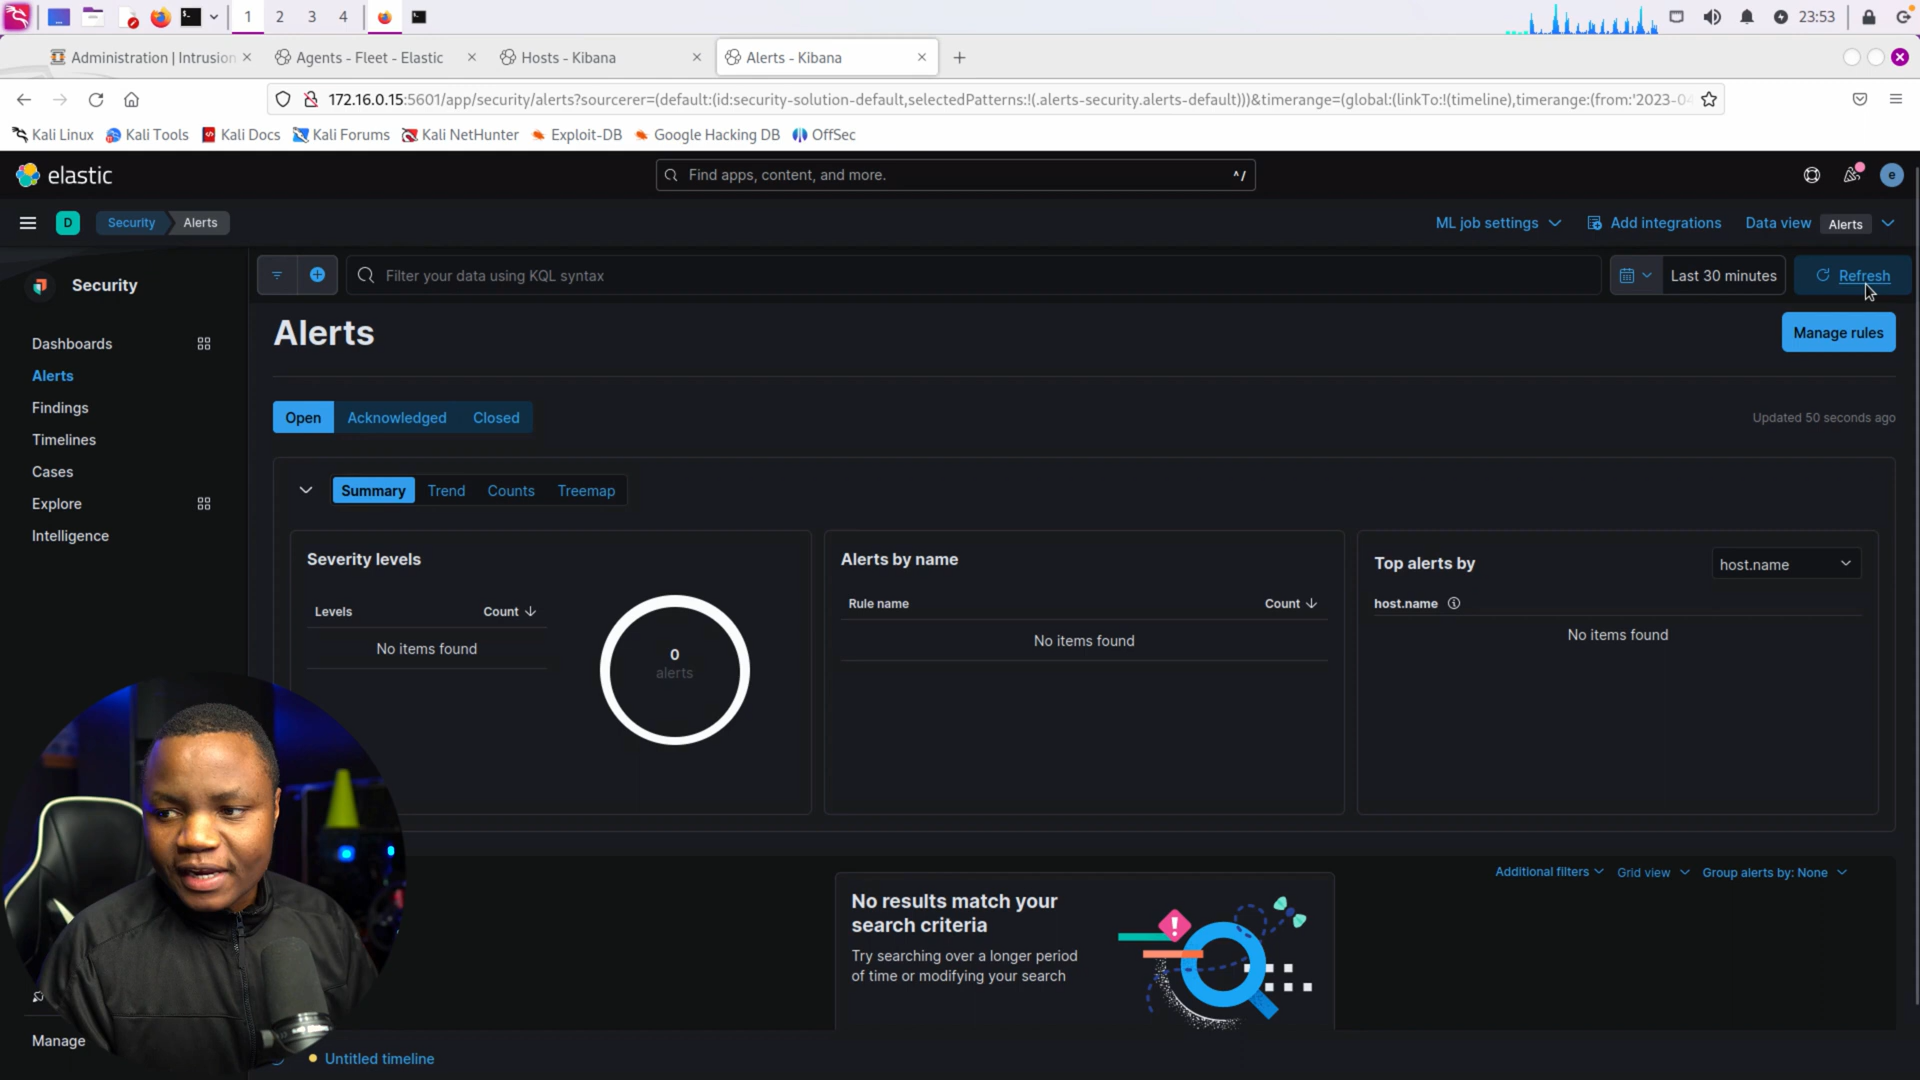 1
2
3
4
23:53
Administration | Intrusion
Agents - Fleet - Elastic
Hosts - Kibana
Alerts - Kibana
172.16.0.15:5601/app/security/alerts?sourcerer=(default:(id:security-solution-default,selectedPatterns:!(.alerts-security.alerts-default)))&timerange=(global:(linkTo:!(timeline),timerange:(from:'2023-04
Kali Linux
Kali Tools
Kali Docs
Kali Forums
Kali NetHunter
Exploit-DB
Google Hacking DB
OffSec
elastic
Find apps, content, and more.
^/
e
D
Security
Alerts
ML job settings
Add integrations
Data view
Alerts
Security
Filter your data using KQL syntax
Last 30 minutes
Refresh
Dashboards
Alerts
Findings
Timelines
Cases
Explore
Intelligence
Manage
Alerts
Manage rules
Open
Acknowledged
Closed
Updated 50 seconds ago
Summary
Trend
Counts
Treemap
Severity levels
Levels
Count
No items found
0
alerts
Alerts by name
Rule name
Count
No items found
Top alerts by
host.name
host.name
No items found
Additional filters
Grid view
Group alerts by: None
No results match your
search criteria
Try searching over a longer period
of time or modifying your search
Untitled timeline